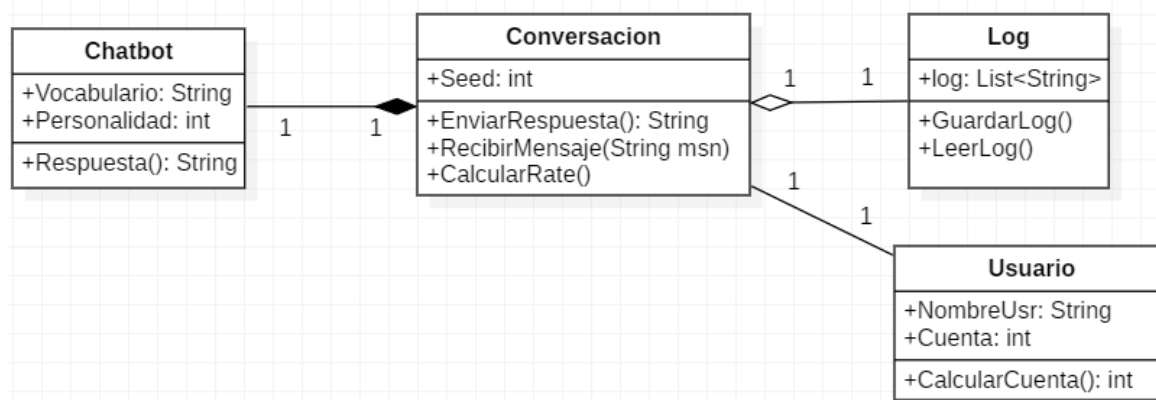 Chatbot
+Vocabulario: String
+Personalidad: int
+Respuesta(): String
1
1
Conversacion
+Seed: int
+EnviarRespuesta(): String
+RecibirMensaje(String msn)
+CalcularRate()
1
1
Log
+log: List<String>
+GuardarLog()
+LeerLog()
1
1
Usuario
+NombreUsr: String
+Cuenta: int
+CalcularCuenta(): int